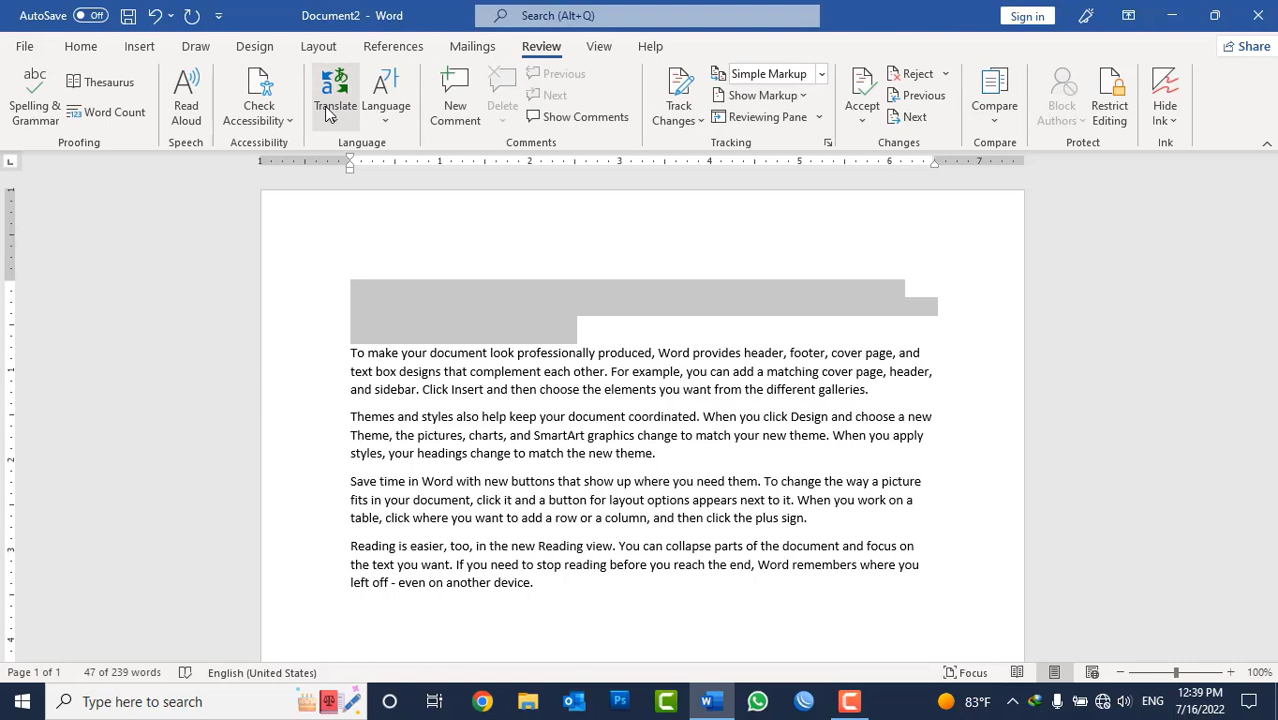 AutoSave Off Document2 - Word Search (Alt+Q) Sign in
File Home Insert Draw Design Layout References Mailings Review View Help Share
abc
Spelling & Grammar
Thesaurus
Word Count
Proofing
Read Aloud
Speech
Check Accessibility
Accessibility
Translate
Language
Language
New Comment
Delete
Previous
Next
Show Comments
Comments
Track Changes
Simple Markup
Show Markup
Reviewing Pane
Tracking
Accept
Reject
Previous
Next
Changes
Compare
Compare
Block Authors
Restrict Editing
Protect
Hide Ink
Ink
1 1 2 3 4 5 6 7
To make your document look professionally produced, Word provides header, footer, cover page, and
text box designs that complement each other. For example, you can add a matching cover page, header,
and sidebar. Click Insert and then choose the elements you want from the different galleries.
Themes and styles also help keep your document coordinated. When you click Design and choose a new
Theme, the pictures, charts, and SmartArt graphics change to match your new theme. When you apply
styles, your headings change to match the new theme.
Save time in Word with new buttons that show up where you need them. To change the way a picture
fits in your document, click it and a button for layout options appears next to it. When you work on a
table, click where you want to add a row or a column, and then click the plus sign.
Reading is easier, too, in the new Reading view. You can collapse parts of the document and focus on
the text you want. If you need to stop reading before you reach the end, Word remembers where you
left off - even on another device.
Page 1 of 1 47 of 239 words English (United States) Focus 100%
Type here to search 83°F ENG 12:39 PM
7/16/2022